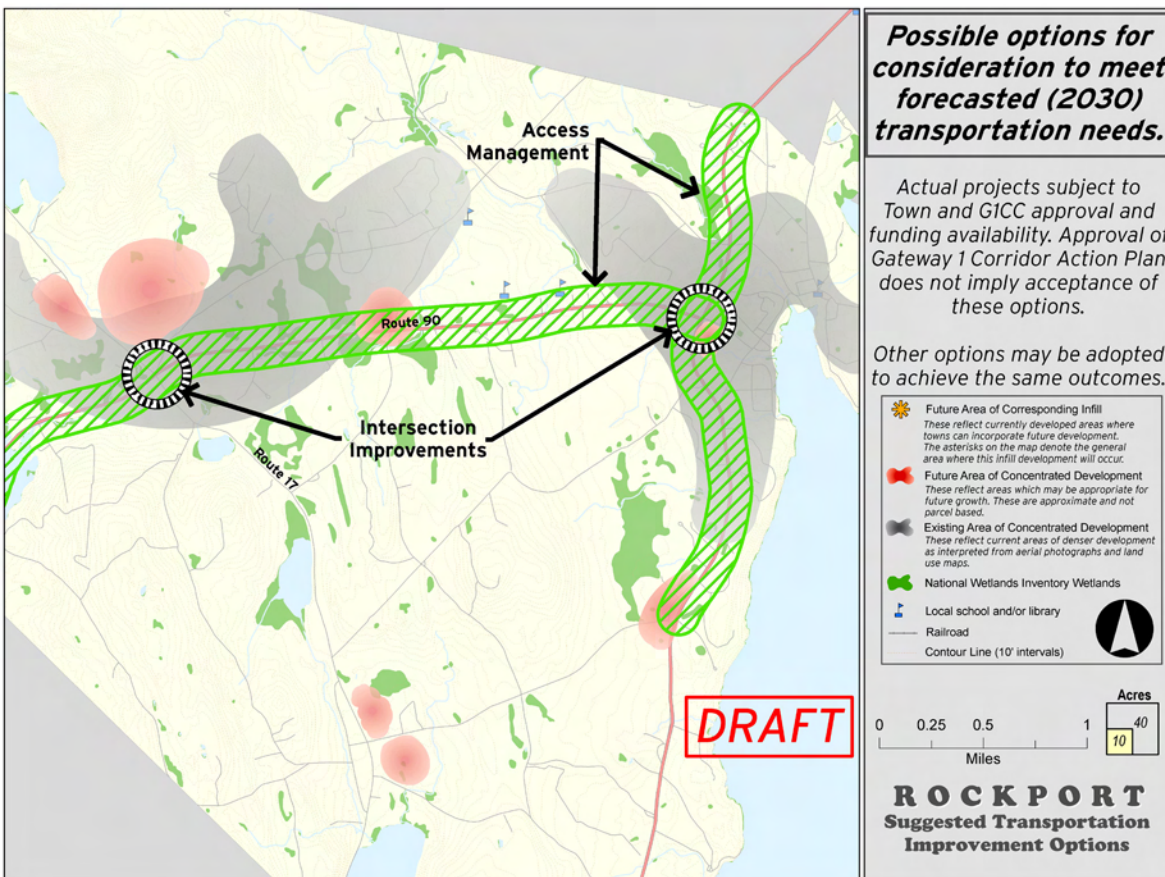 Possible options for
consideration to meet
forecasted (2030)
transportation needs.
Actual projects subject to
Town and G1CC approval and
funding availability. Approval of
Gateway 1 Corridor Action Plan
does not imply acceptance of
these options.
Other options may be adopted
to achieve the same outcomes.
Future Area of Corresponding Infill
These reflect currently developed areas where
towns can incorporate future development.
The asterisks on the map denote the general
area where this infill development will occur.
Future Area of Concentrated Development
These reflect areas which may be appropriate for
future growth. These are approximate and not
parcel based.
Existing Area of Concentrated Development
These reflect current areas of denser development
as interpreted from aerial photographs and land
use maps.
National Wetlands Inventory Wetlands
Local school and/or library
Railroad
Contour Line (10' intervals)
0 0.25 0.5 1
Miles
Acres
40
10
ROCKPORT
Suggested Transportation
Improvement Options
Access
Management
Route 90
Intersection
Improvements
Route 17
DRAFT